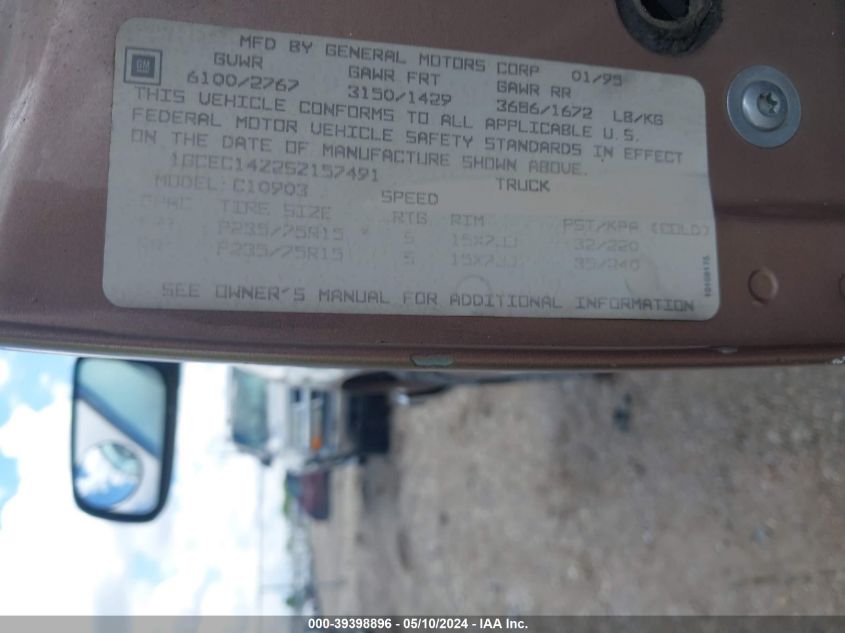 GM
MFD BY GENERAL MOTORS CORP 01/95
GVWR GAWR FRT GAWR RR
6100/2767 3150/1429 3686/1672 LB/KG
THIS VEHICLE CONFORMS TO ALL APPLICABLE U.S.
FEDERAL MOTOR VEHICLE SAFETY STANDARDS IN EFFECT
ON THE DATE OF MANUFACTURE SHOWN ABOVE.
1GCEC14Z2SZ157491 TRUCK
MODEL: C10903 SPEED
TIRE SIZE RTG RIM PSI/KPA (COLD)
P235/75R15 S 15X7JJ 32/220
P235/75R15 S 15X7JJ 35/240
SEE OWNER'S MANUAL FOR ADDITIONAL INFORMATION
000-39398896 - 05/10/2024 - IAA Inc.